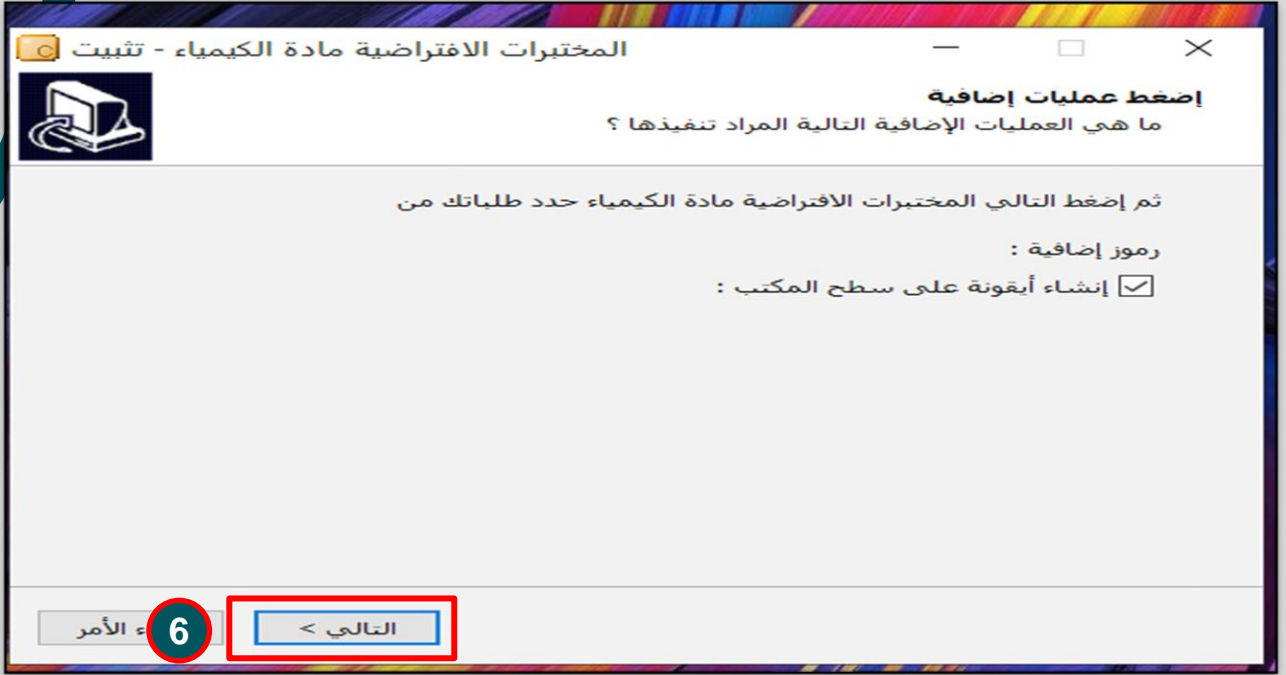 المختبرات الافتراضية مادة الكيمياء - تثبيت
إضغط عمليات إضافية
ما هي العمليات الإضافية التالية المراد تنفيذها ؟
ثم إضغط التالي المختبرات الافتراضية مادة الكيمياء حدد طلباتك من
رموز إضافية :
إنشاء أيقونة على سطح المكتب :
التالي >
6
الأمر